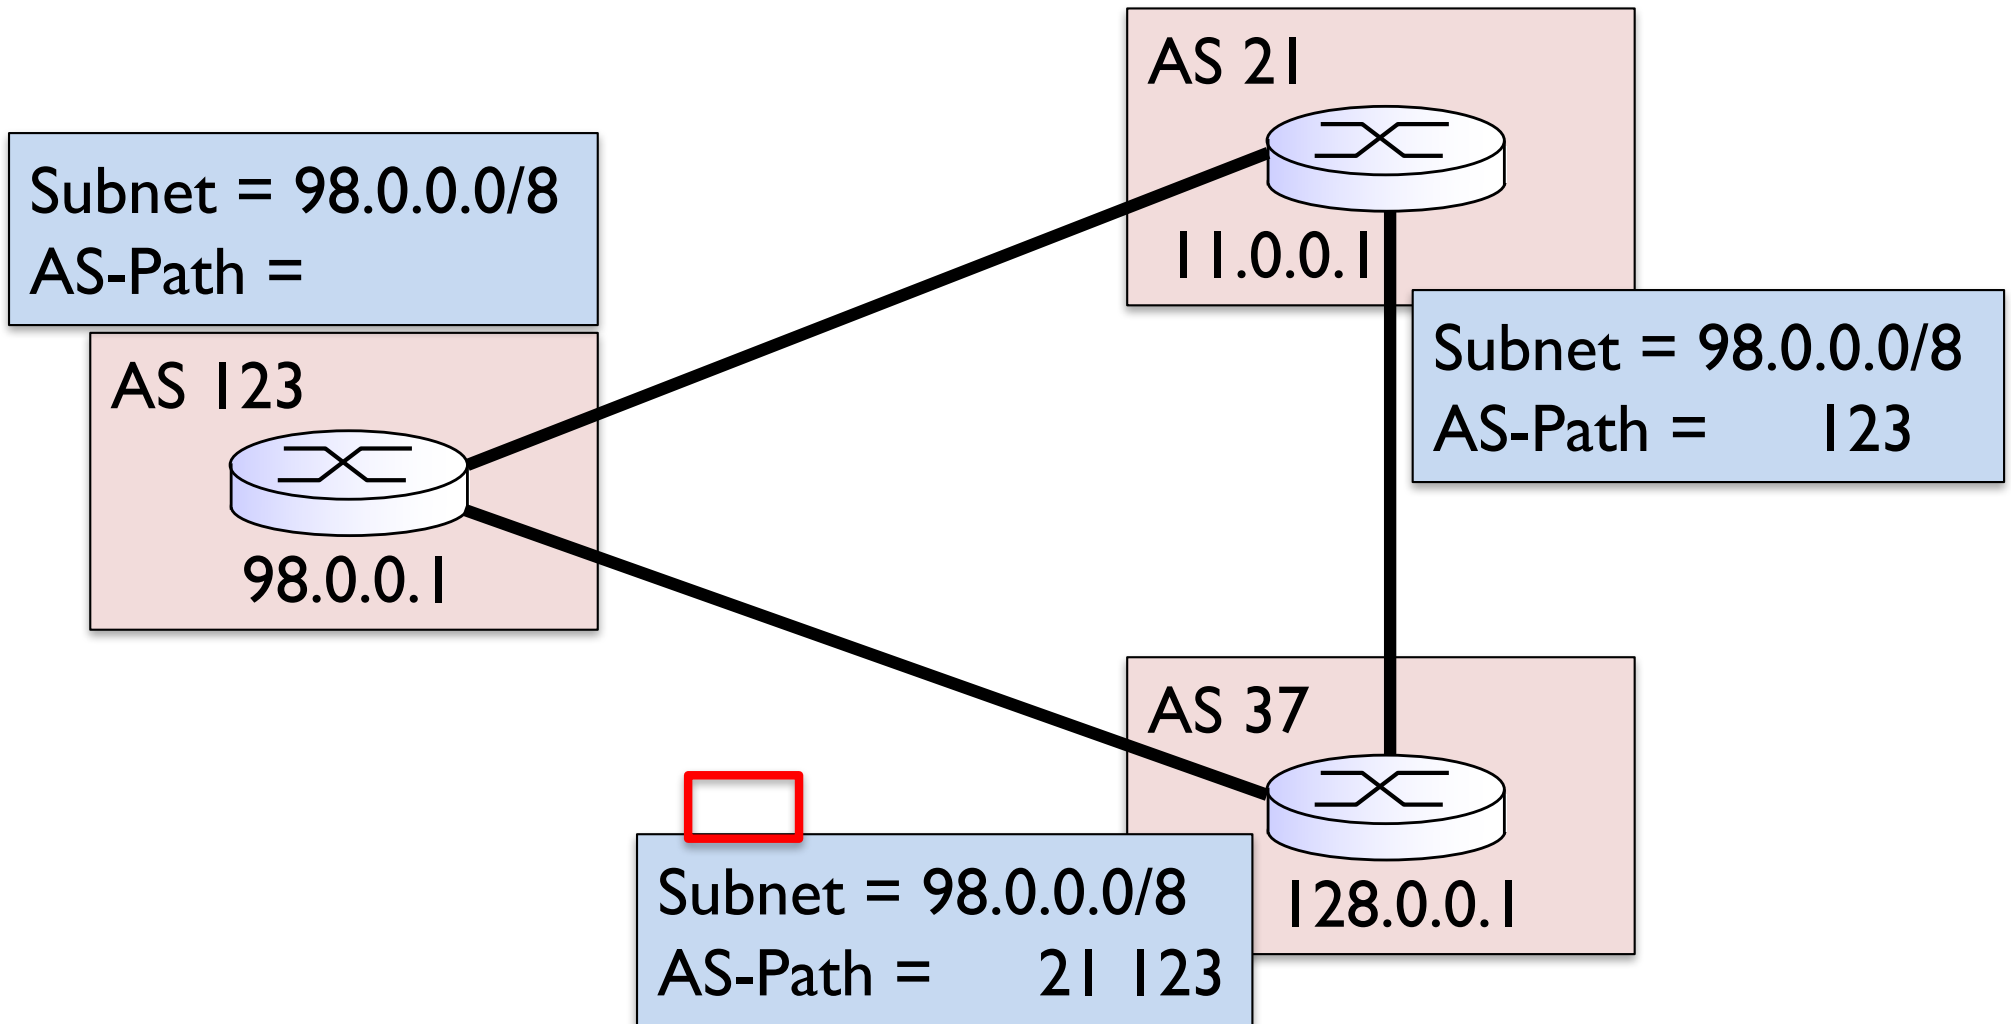 AS 21
11.0.0.1
Subnet = 98.0.0.0/8
AS-Path =
AS 123
98.0.0.1
Subnet = 98.0.0.0/8
AS-Path = 123
AS 37
128.0.0.1
Subnet = 98.0.0.0/8
AS-Path = 21 123